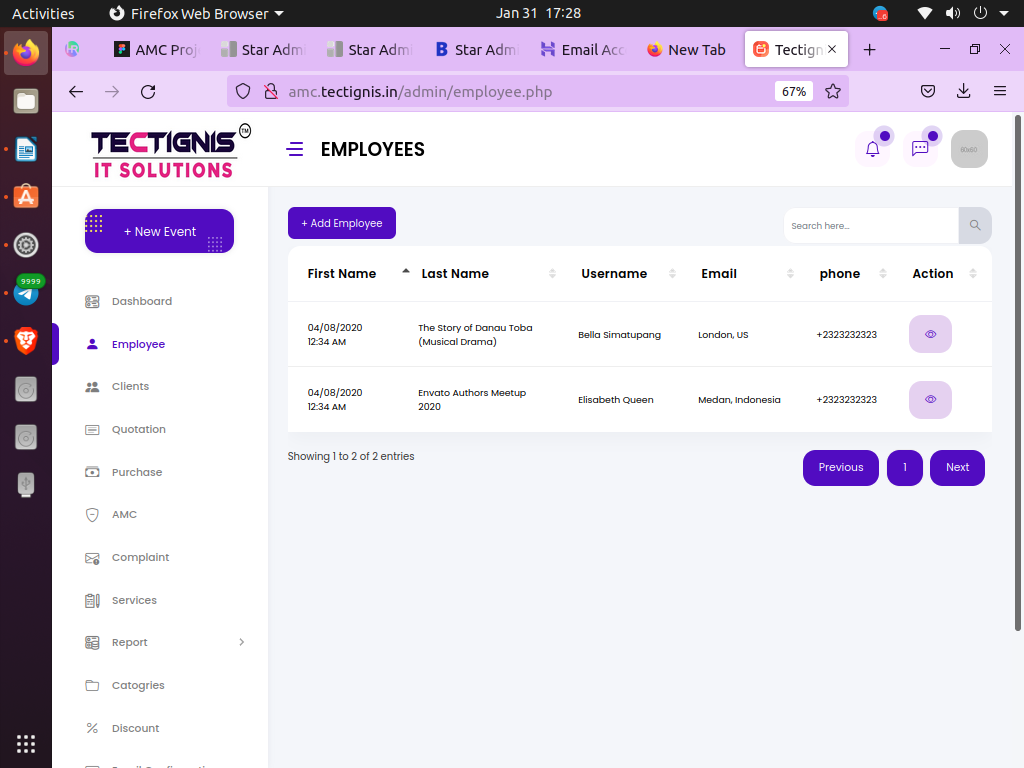 Activities
Firefox Web Browser
Jan 31 17:28
AMC Proj
Star Adm
Star Adm
Star Adm
Email Acc
New Tab
Tectign
amc.tectignis.in/admin/employee.php
67%
TECTIGNIS TM
IT SOLUTIONS
EMPLOYEES
60x60
+ New Event
+ Add Employee
Search here...
First Name Last Name Username Email phone Action
04/08/2020
12:34 AM
The Story of Danau Toba
(Musical Drama)
Bella Simatupang
London, US
+2323232323
04/08/2020
12:34 AM
Envato Authors Meetup
2020
Elisabeth Queen
Medan, Indonesia
+2323232323
Showing 1 to 2 of 2 entries
Previous
1
Next
Dashboard
Employee
Clients
Quotation
Purchase
AMC
Complaint
Services
Report
Catogries
Discount
9999